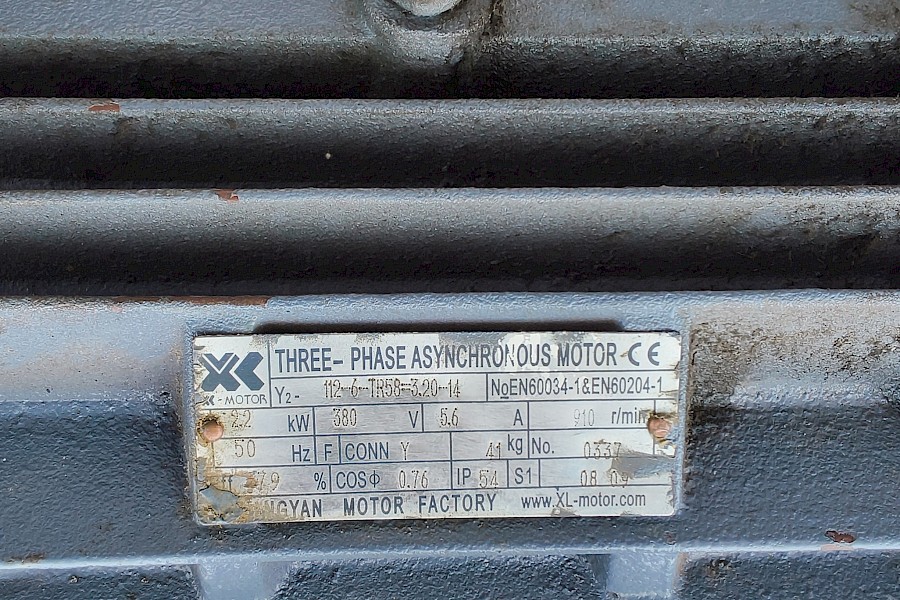 THREE- PHASE ASYNCHRONOUS MOTOR CE
XK - MOTOR Y2- 112-6-TR58-3.20-14 NoEN60034-1&EN60204-1
2.2 kW 380 V 5.6 A 910 r/min
50 Hz F CONN Y 41 kg No. 0337
79 % COSΦ 0.76 IP 54 S1 08 09
MOTOR FACTORY www.XL-motor.com